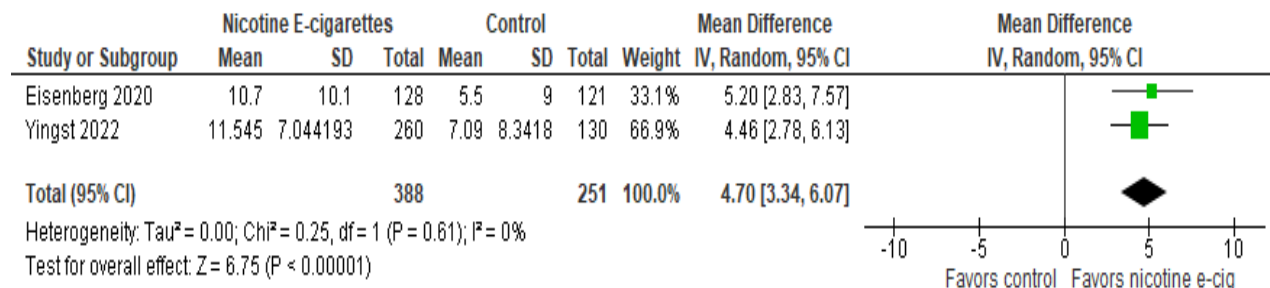 Nicotine E-cigarettes Control Mean Difference Mean Difference
Study or Subgroup Mean SD Total Mean SD Total Weight IV, Random, 95% CI IV, Random, 95% CI
Eisenberg 2020 10.7 10.1 128 5.5 9 121 33.1% 5.20 [2.83, 7.57]
Yingst 2022 11.545 7.044193 260 7.09 8.3418 130 66.9% 4.46 [2.78, 6.13]
Total (95% CI) 388 251 100.0% 4.70 [3.34, 6.07]
Heterogeneity: Tau² = 0.00; Chi² = 0.25, df = 1 (P = 0.61); I² = 0%
Test for overall effect: Z = 6.75 (P < 0.00001)
-10 -5 0 5 10
Favors control Favors nicotine e-cig